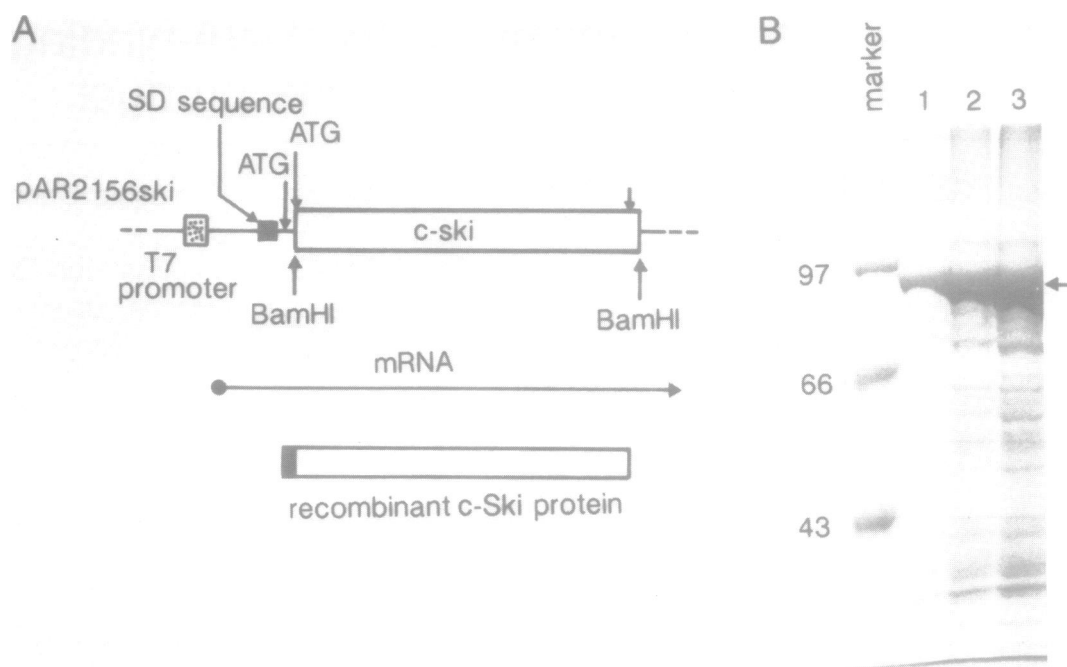 A
SD sequence
ATG
ATG
pAR2156ski
c-ski
T7
promoter
BamHI
BamHI
mRNA
recombinant c-Ski protein
B
marker
1 2 3
97
66
43